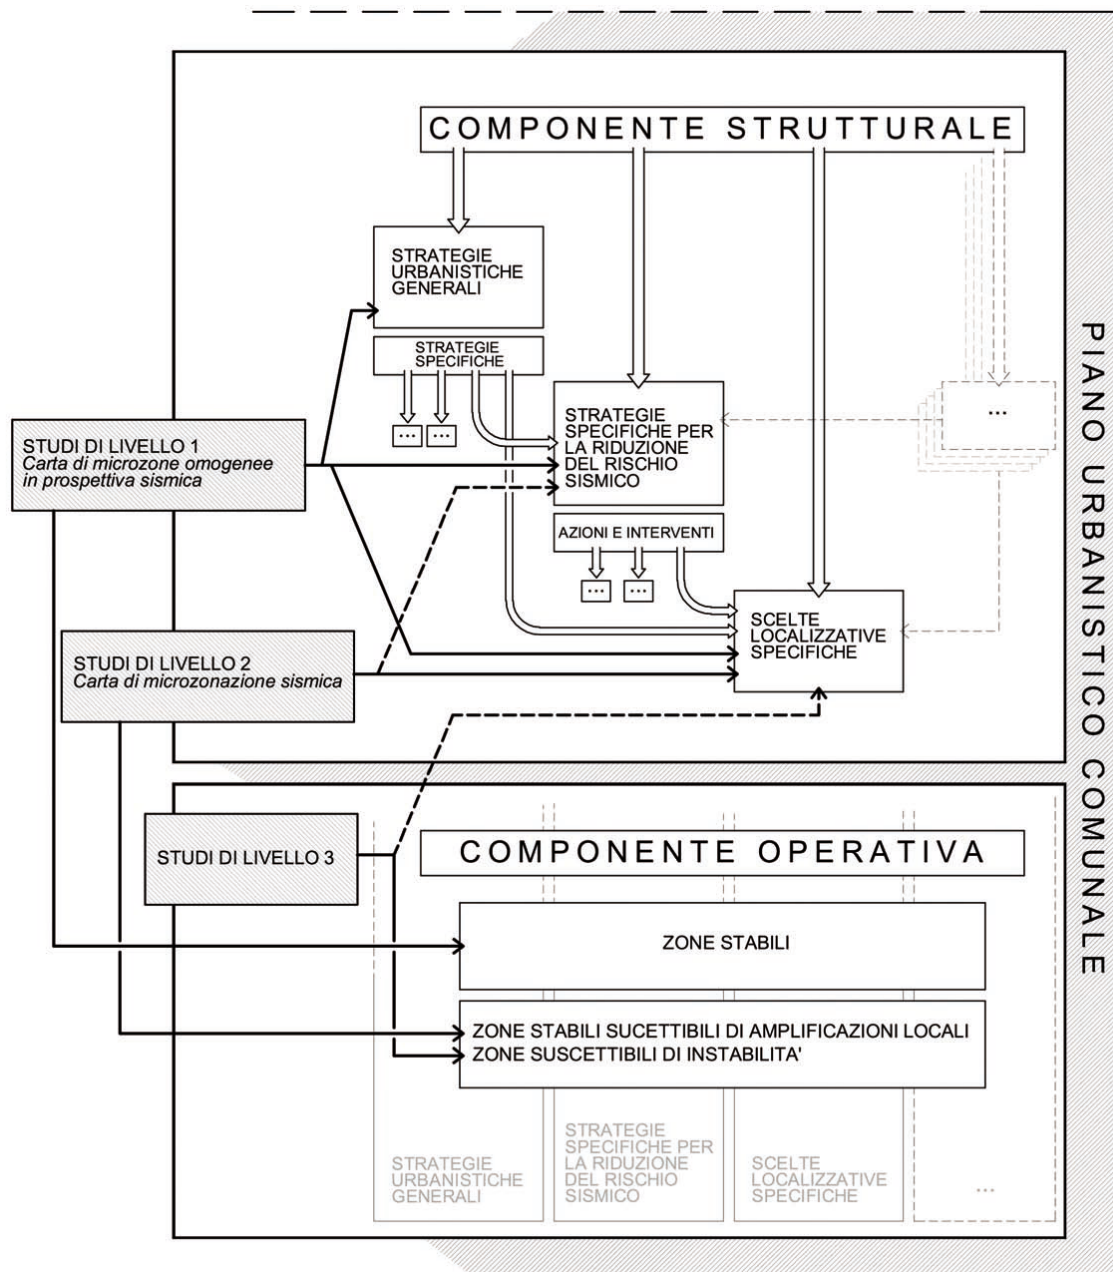 COMPONENTE STRUTTURALE
STRATEGIE
URBANISTICHE
GENERALI
STRATEGIE
SPECIFICHE
...
...
STRATEGIE
SPECIFICHE PER
LA RIDUZIONE
DEL RISCHIO
SISMICO
...
STUDI DI LIVELLO 1
Carta di microzone omogenee
in prospettiva sismica
AZIONI E INTERVENTI
...
...
SCELTE
LOCALIZZATIVE
SPECIFICHE
STUDI DI LIVELLO 2
Carta di microzonazione sismica
PIANO URBANISTICO COMUNALE
STUDI DI LIVELLO 3
COMPONENTE OPERATIVA
ZONE STABILI
ZONE STABILI SUCETTIBILI DI AMPLIFICAZIONI LOCALI
ZONE SUSCETTIBILI DI INSTABILITA'
STRATEGIE
URBANISTICHE
GENERALI
STRATEGIE
SPECIFICHE PER
LA RIDUZIONE
DEL RISCHIO
SISMICO
SCELTE
LOCALIZZATIVE
SPECIFICHE
...